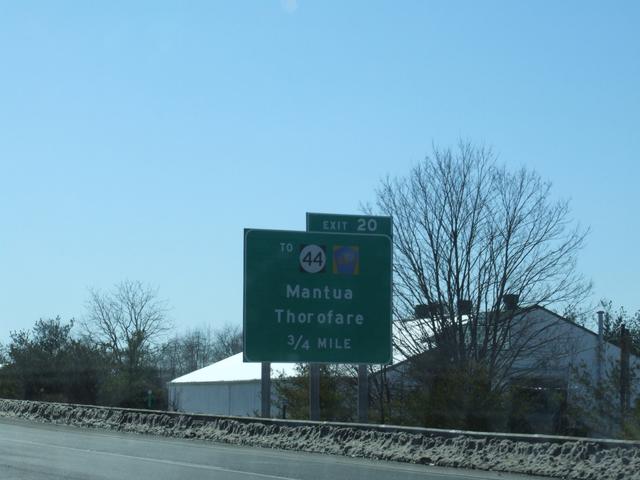 EXIT 20
TO 44
Mantua
Thorofare
3/4 MILE